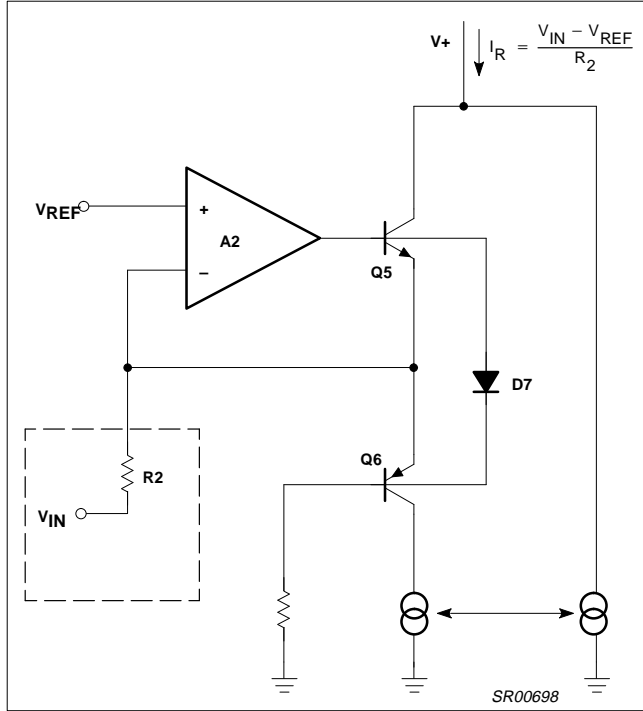 V+
I_R = (V_IN − V_REF) / R_2
V_REF
+
A2
−
Q5
D7
Q6
R2
V_IN
SR00698